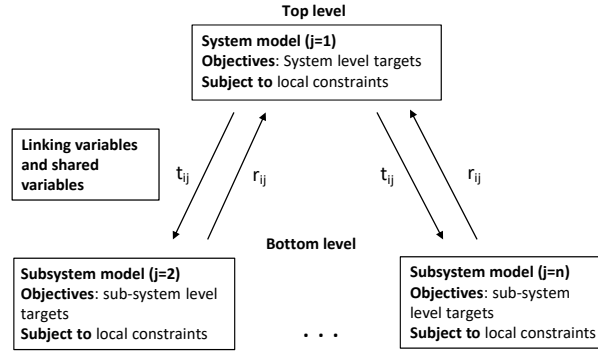 Top level
System model (j=1)
Objectives: System level targets
Subject to local constraints
Linking variables
and shared
variables
tij
rij
tij
rij
Bottom level
Subsystem model (j=2)
Objectives: sub-system level
targets
Subject to local constraints
. . .
Subsystem model (j=n)
Objectives: sub-system
level targets
Subject to local constraints